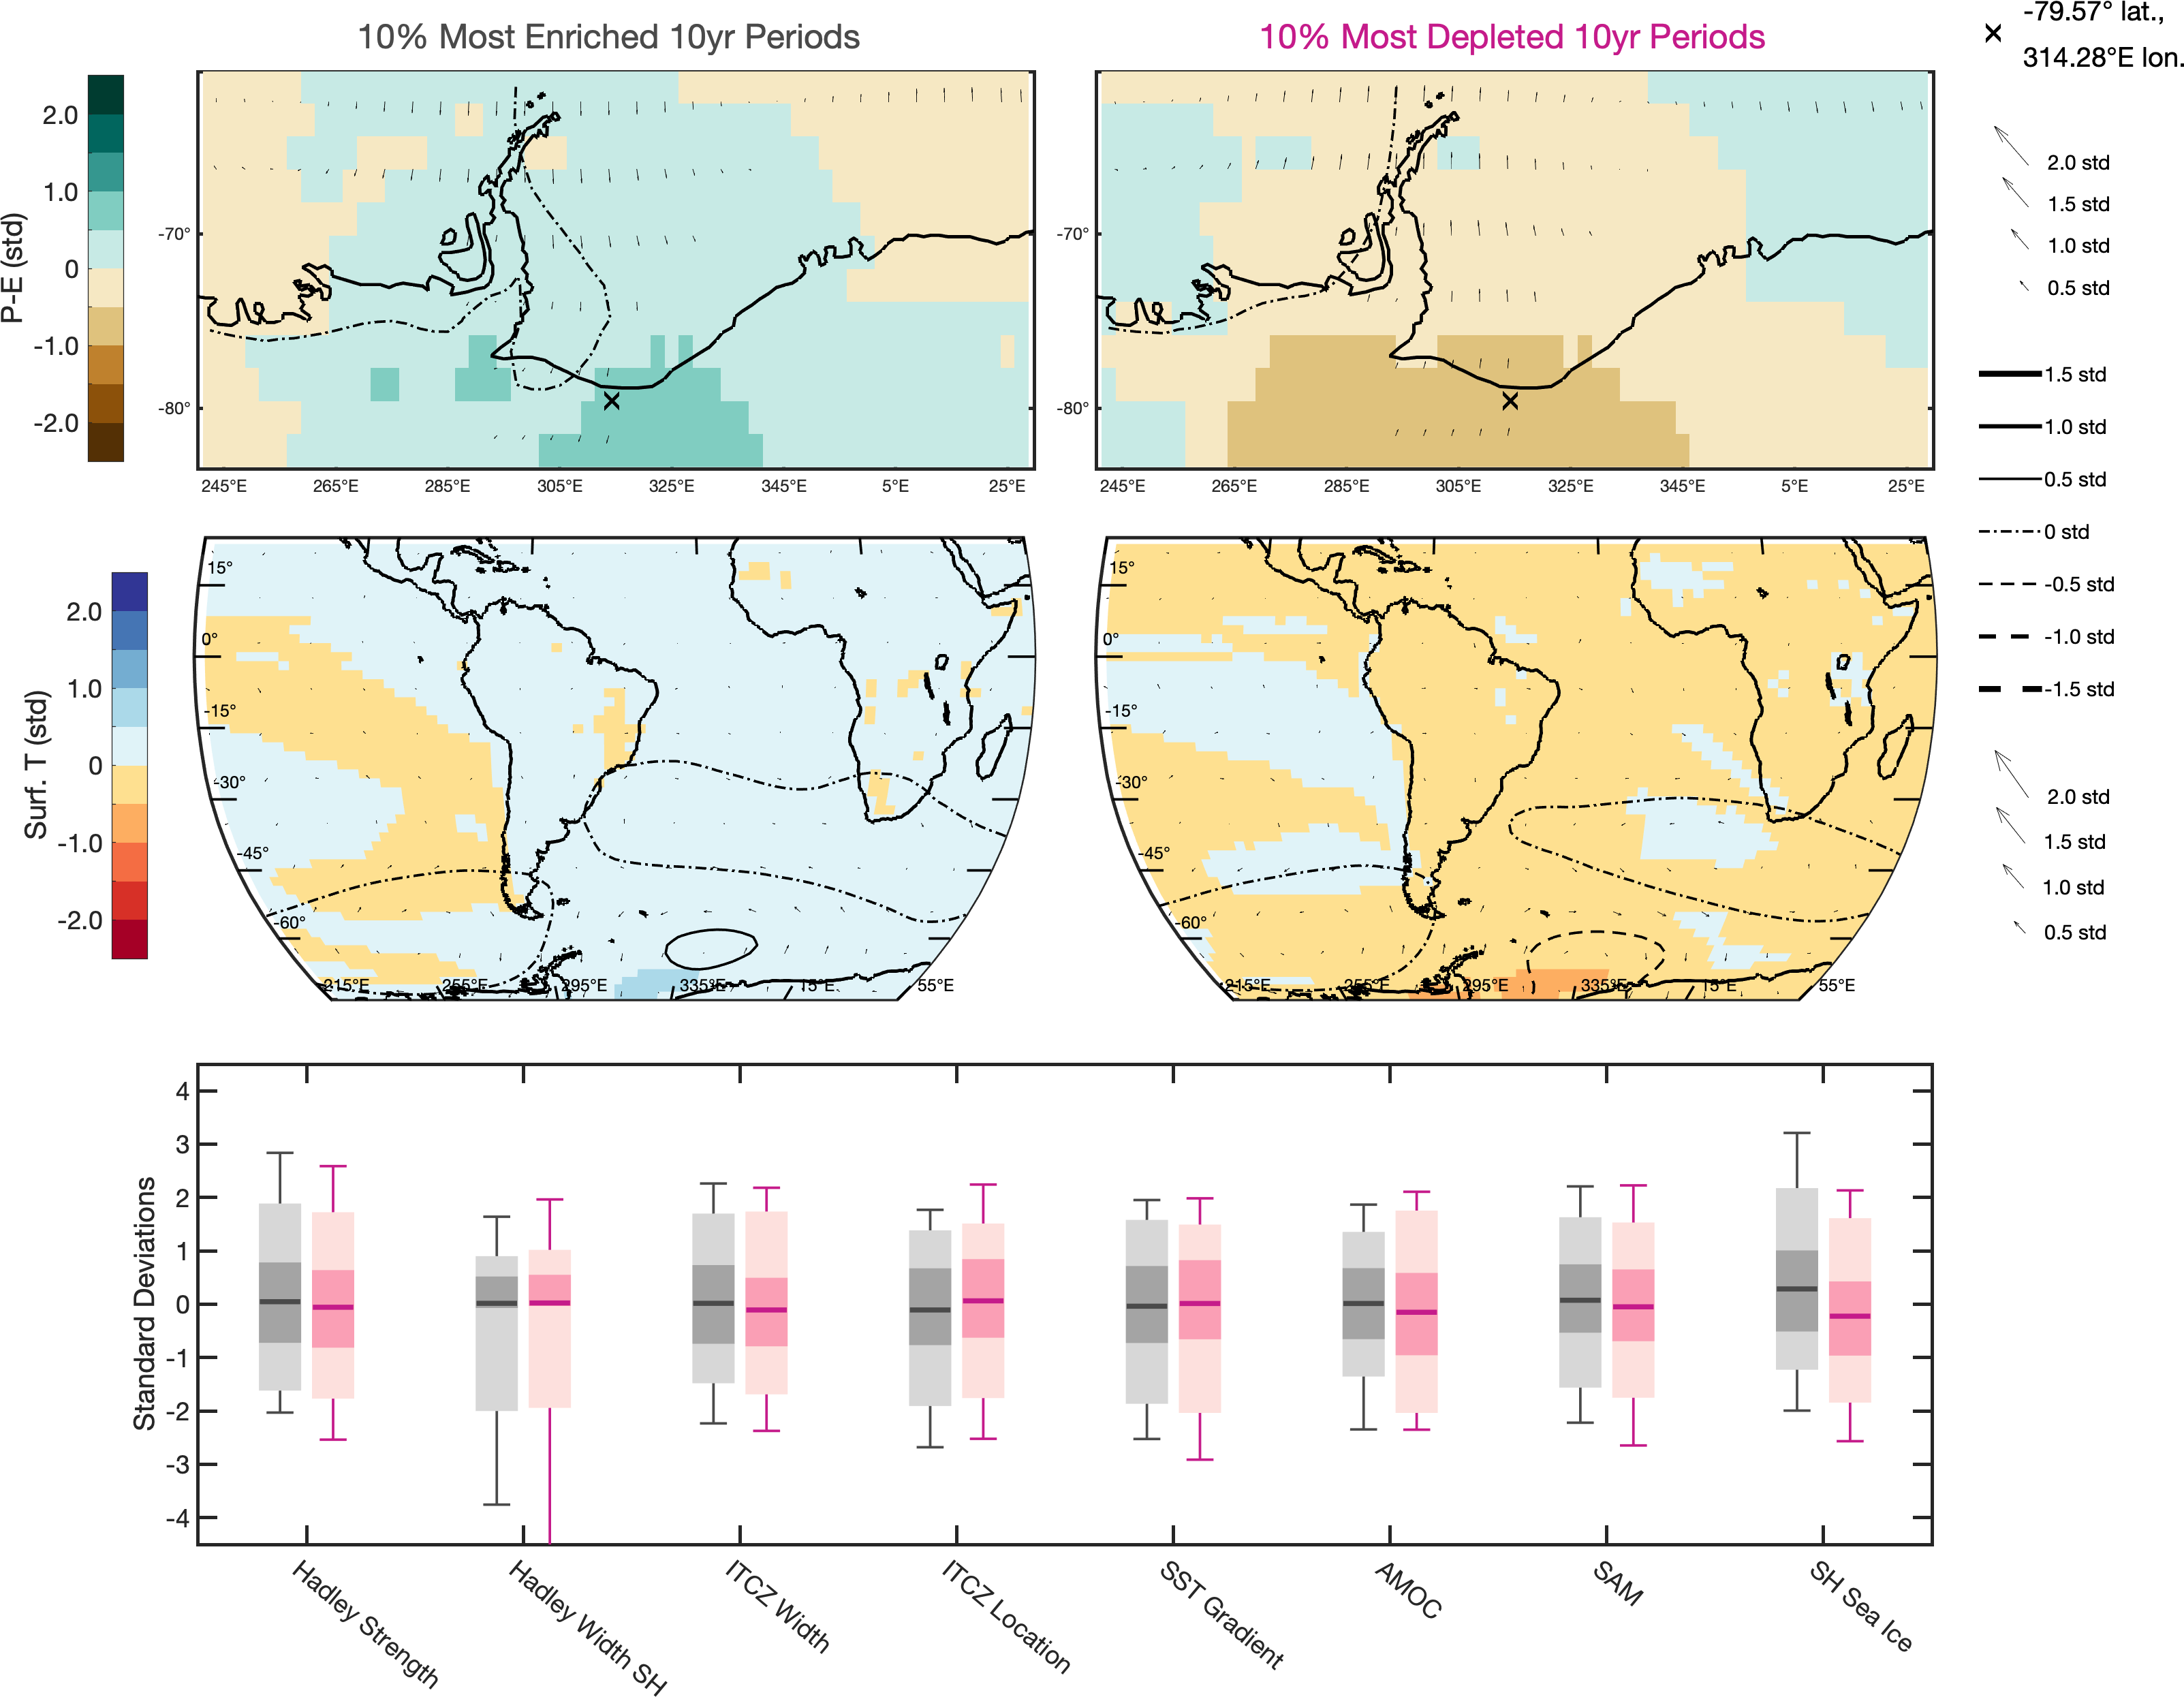 10% Most Enriched 10yr Periods
10% Most Depleted 10yr Periods
-79.57° lat.,
314.28°E lon.
P-E (std)
2.0
1.0
0
-1.0
-2.0
-70°
-80°
245°E 265°E 285°E 305°E 325°E 345°E 5°E 25°E
-70°
-80°
245°E 265°E 285°E 305°E 325°E 345°E 5°E 25°E
2.0 std
1.5 std
1.0 std
0.5 std
1.5 std
1.0 std
0.5 std
0 std
-0.5 std
-1.0 std
-1.5 std
Surf. T (std)
2.0
1.0
0
-1.0
-2.0
15°
0°
-15°
-30°
-45°
-60°
215°E 255°E 295°E 335°E 15°E 55°E
15°
0°
-15°
-30°
-45°
-60°
215°E 255°E 295°E 335°E 15°E 55°E
2.0 std
1.5 std
1.0 std
0.5 std
Standard Deviations
4
3
2
1
0
-1
-2
-3
-4
Hadley Strength
Hadley Width SH
ITCZ Width
ITCZ Location
SST Gradient
AMOC
SAM
SH Sea Ice